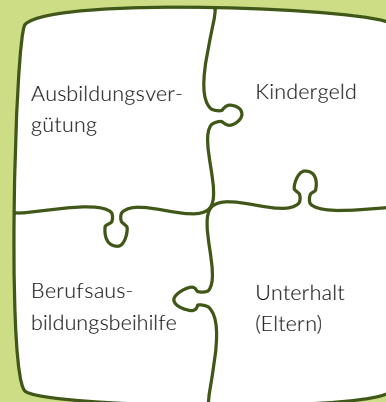 Ausbildungsver-
gütung
Kindergeld
Berufsaus-
bildungsbeihilfe
Unterhalt
(Eltern)